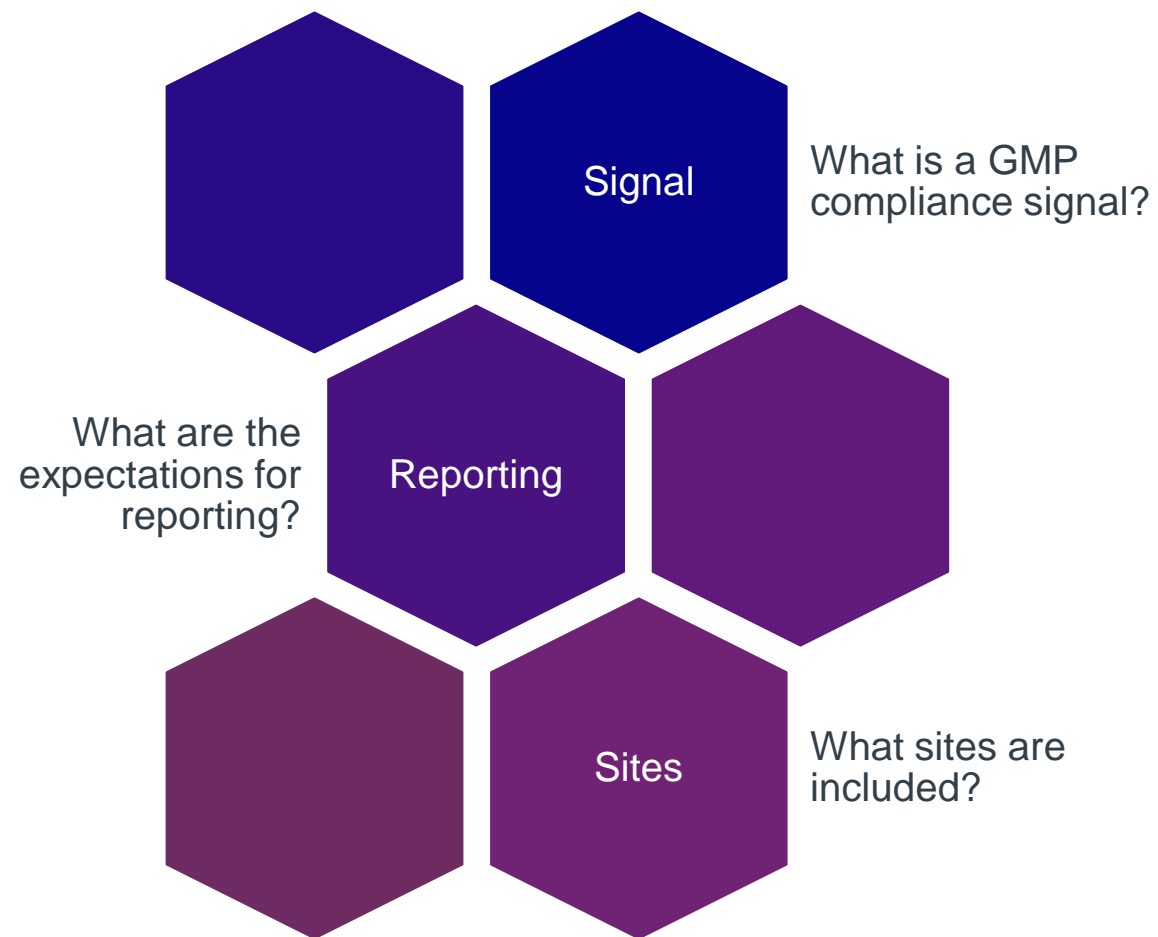 Signal
What is a GMP
compliance signal?
What are the
expectations for
reporting?
Reporting
Sites
What sites are
included?